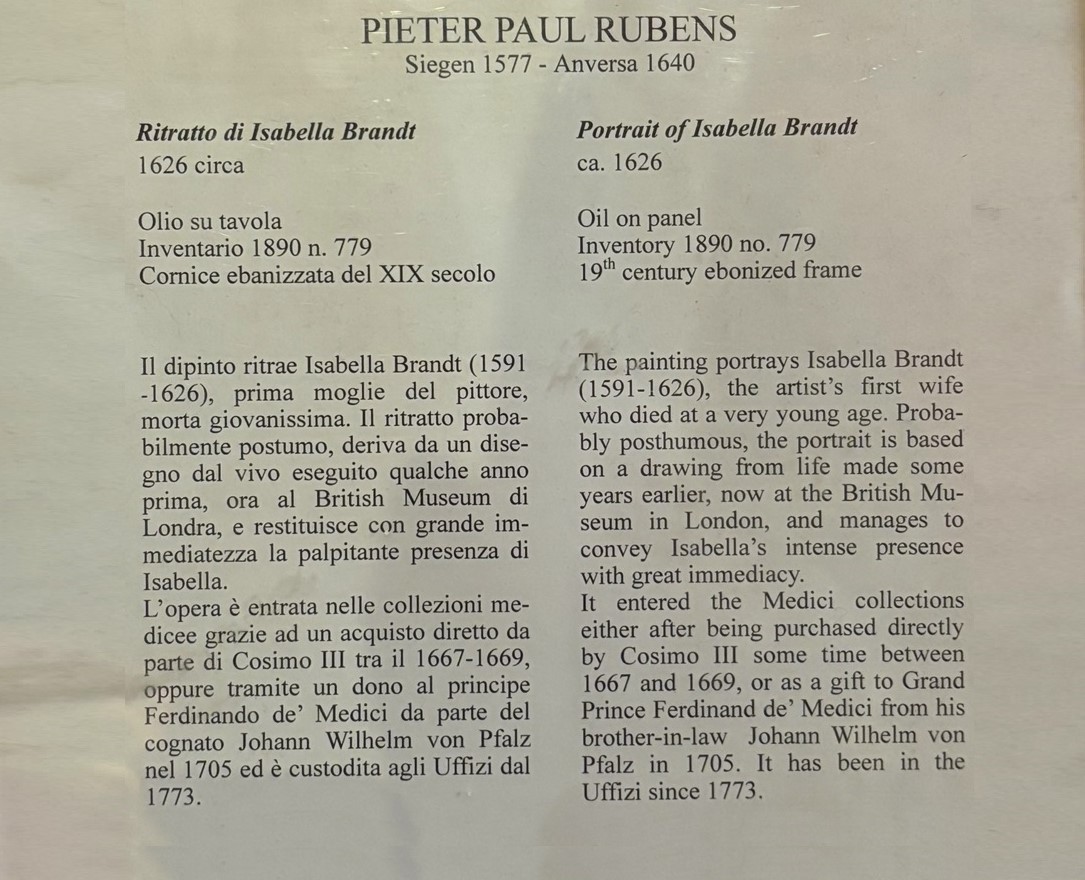 PIETER PAUL RUBENS
Siegen 1577 - Anversa 1640
Ritratto di Isabella Brandt
1626 circa
Olio su tavola
Inventario 1890 n. 779
Cornice ebanizzata del XIX secolo
Il dipinto ritrae Isabella Brandt (1591
-1626), prima moglie del pittore,
morta giovanissima. Il ritratto proba-
bilmente postumo, deriva da un dise-
gno dal vivo eseguito qualche anno
prima, ora al British Museum di
Londra, e restituisce con grande im-
mediatezza la palpitante presenza di
Isabella.
L'opera è entrata nelle collezioni me-
dicee grazie ad un acquisto diretto da
parte di Cosimo III tra il 1667-1669,
oppure tramite un dono al principe
Ferdinando de' Medici da parte del
cognato Johann Wilhelm von Pfalz
nel 1705 ed è custodita agli Uffizi dal
1773.
Portrait of Isabella Brandt
ca. 1626
Oil on panel
Inventory 1890 no. 779
19th century ebonized frame
The painting portrays Isabella Brandt
(1591-1626), the artist's first wife
who died at a very young age. Proba-
bly posthumous, the portrait is based
on a drawing from life made some
years earlier, now at the British Mu-
seum in London, and manages to
convey Isabella's intense presence
with great immediacy.
It entered the Medici collections
either after being purchased directly
by Cosimo III some time between
1667 and 1669, or as a gift to Grand
Prince Ferdinand de' Medici from his
brother-in-law Johann Wilhelm von
Pfalz in 1705. It has been in the
Uffizi since 1773.